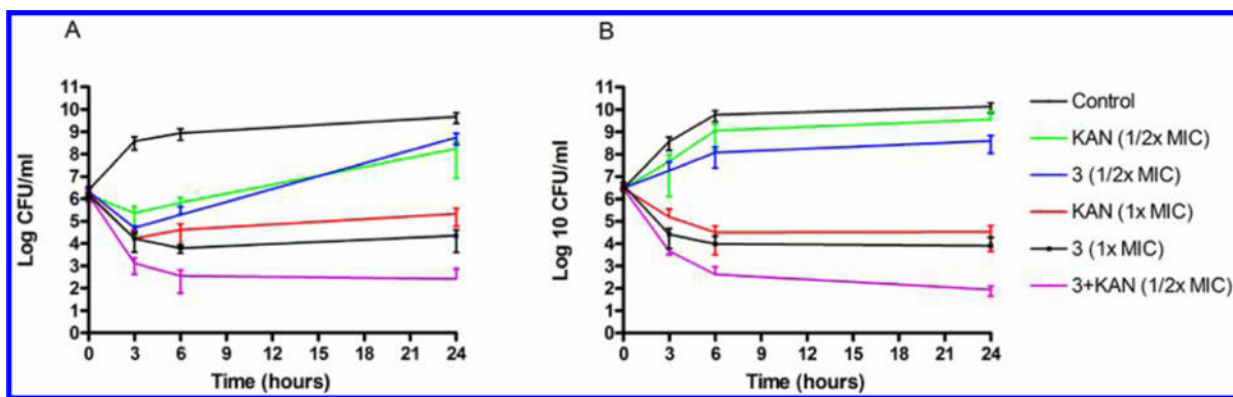 A
B
11
10
9
8
7
6
5
4
3
2
1
0
Log CFU/ml
0 3 6 9 12 15 18 21 24
Time (hours)
11
10
9
8
7
6
5
4
3
2
1
0
Log 10 CFU/ml
0 3 6 9 12 15 18 21 24
Time (hours)
Control
KAN (1/2x MIC)
3 (1/2x MIC)
KAN (1x MIC)
3 (1x MIC)
3+KAN (1/2x MIC)